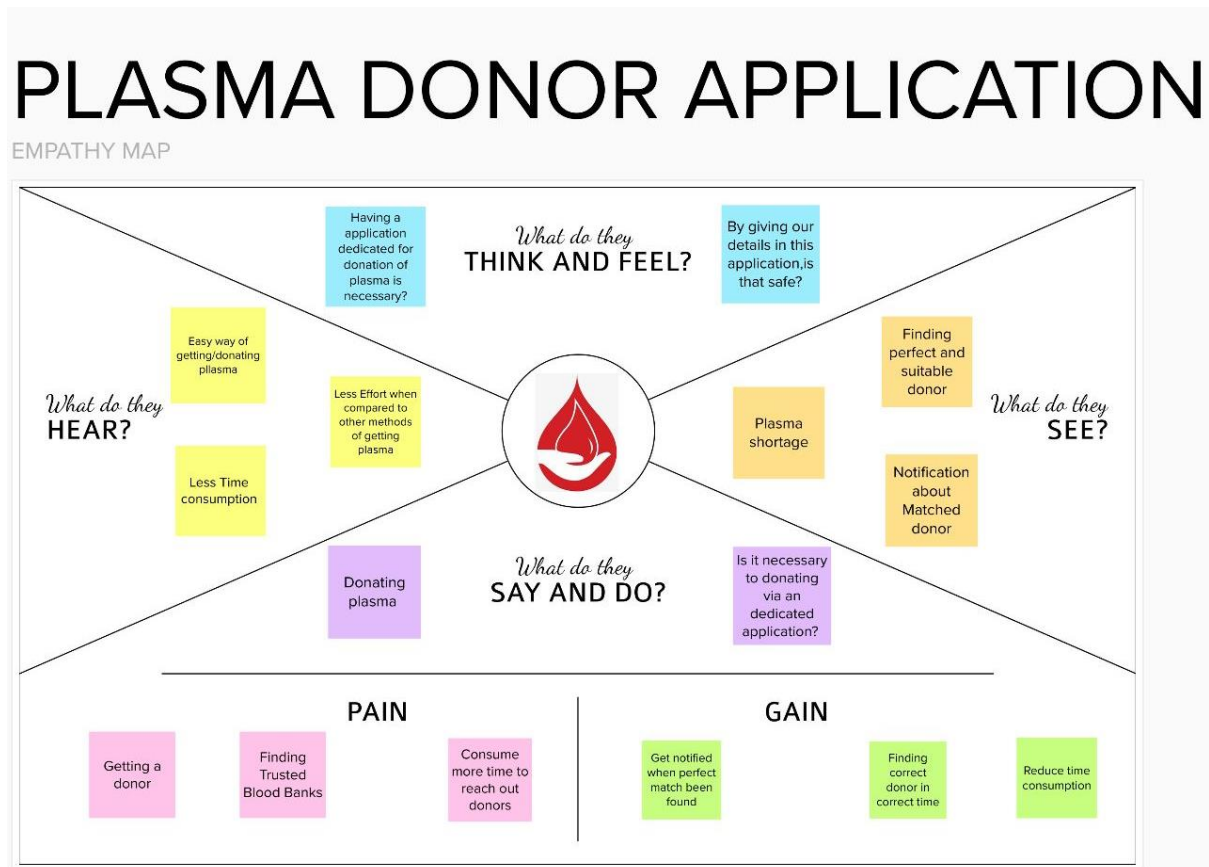 PLASMA DONOR APPLICATION
EMPATHY MAP
Having a
application
dedicated for
donation of
plasma is
necessary?
What do they
THINK AND FEEL?
By giving our
details in this
application,is
that safe?
Easy way of
getting/donating
pllasma
Less Effort when
compared to
other methods
of getting
plasma
What do they
HEAR?
Less Time
consumption
Finding
perfect and
suitable
donor
Plasma
shortage
What do they
SEE?
Notification
about
Matched
donor
Donating
plasma
What do they
SAY AND DO?
Is it necessary
to donating
via an
dedicated
application?
PAIN
Getting a
donor
Finding
Trusted
Blood Banks
Consume
more time to
reach out
donors
GAIN
Get notified
when perfect
match been
found
Finding
correct
donor in
correct time
Reduce time
consumption